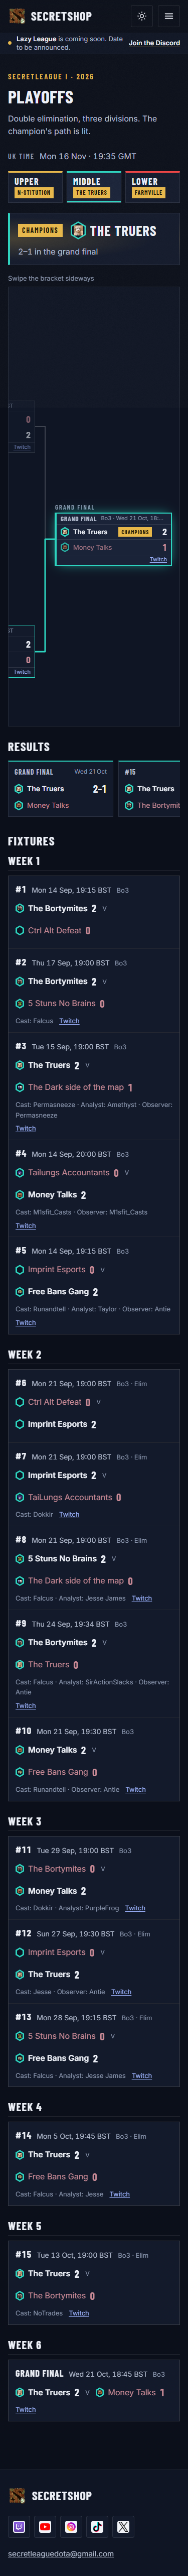 SECRETSHOP
Lazy League is coming soon. Date to be announced.
Join the Discord
SECRETLEAGUE I · 2026
PLAYOFFS
Double elimination, three divisions. The champion's path is lit.
UK TIME Mon 16 Nov · 19:35 GMT
UPPER
N-STITUTION
MIDDLE
THE TRUERS
LOWER
FARMVILLE
CHAMPIONS THE TRUERS
2–1 in the grand final
Swipe the bracket sideways
0
2
Twitch
GRAND FINAL
GRAND FINAL Bo3 · Wed 21 Oct, 18:...
The Truers CHAMPIONS 2
Money Talks 1
Twitch
2
0
Twitch
RESULTS
GRAND FINAL Wed 21 Oct
The Truers 2-1
Money Talks
#15
The Truers
The Bortymit
FIXTURES
WEEK 1
#1 Mon 14 Sep, 19:15 BST Bo3
The Bortymites 2 V
Ctrl Alt Defeat 0
#2 Thu 17 Sep, 19:00 BST Bo3
The Bortymites 2 V
5 Stuns No Brains 0
Cast: Falcus Twitch
#3 Tue 15 Sep, 19:00 BST Bo3
The Truers 2 V
The Dark side of the map 1
Cast: Permasneeze · Analyst: Amethyst · Observer:
Permasneeze
Twitch
#4 Mon 14 Sep, 20:00 BST Bo3
Tailungs Accountants 0 V
Money Talks 2
Cast: M1sfit_Casts · Observer: M1sfit_Casts
Twitch
#5 Mon 14 Sep, 19:15 BST Bo3
Imprint Esports 0 V
Free Bans Gang 2
Cast: Runandtell · Analyst: Taylor · Observer: Antie
Twitch
WEEK 2
#6 Mon 21 Sep, 19:00 BST Bo3 · Elim
Ctrl Alt Defeat 0 V
Imprint Esports 2
#7 Mon 21 Sep, 19:00 BST Bo3 · Elim
Imprint Esports 2 V
TaiLungs Accountants 0
Cast: Dokkir Twitch
#8 Mon 21 Sep, 19:00 BST Bo3 · Elim
5 Stuns No Brains 2 V
The Dark side of the map 0
Cast: Falcus · Analyst: Jesse James Twitch
#9 Thu 24 Sep, 19:34 BST Bo3
The Bortymites 2 V
The Truers 0
Cast: Falcus · Analyst: SirActionSlacks · Observer:
Antie
Twitch
#10 Mon 21 Sep, 19:30 BST Bo3
Money Talks 2 V
Free Bans Gang 0
Cast: Runandtell · Observer: Antie Twitch
WEEK 3
#11 Tue 29 Sep, 19:00 BST Bo3
The Bortymites 0 V
Money Talks 2
Cast: Dokkir · Analyst: PurpleFrog Twitch
#12 Sun 27 Sep, 19:30 BST Bo3 · Elim
Imprint Esports 0 V
The Truers 2
Cast: Jesse · Observer: Antie Twitch
#13 Mon 28 Sep, 19:15 BST Bo3 · Elim
5 Stuns No Brains 0 V
Free Bans Gang 2
Cast: Falcus · Analyst: Jesse James Twitch
WEEK 4
#14 Mon 5 Oct, 19:45 BST Bo3 · Elim
The Truers 2 V
Free Bans Gang 0
Cast: Falcus · Analyst: Jesse Twitch
WEEK 5
#15 Tue 13 Oct, 19:00 BST Bo3 · Elim
The Truers 2 V
The Bortymites 0
Cast: NoTrades Twitch
WEEK 6
GRAND FINAL Wed 21 Oct, 18:45 BST Bo3
The Truers 2 V Money Talks 1
Twitch
SECRETSHOP
secretleaguedota@gmail.com